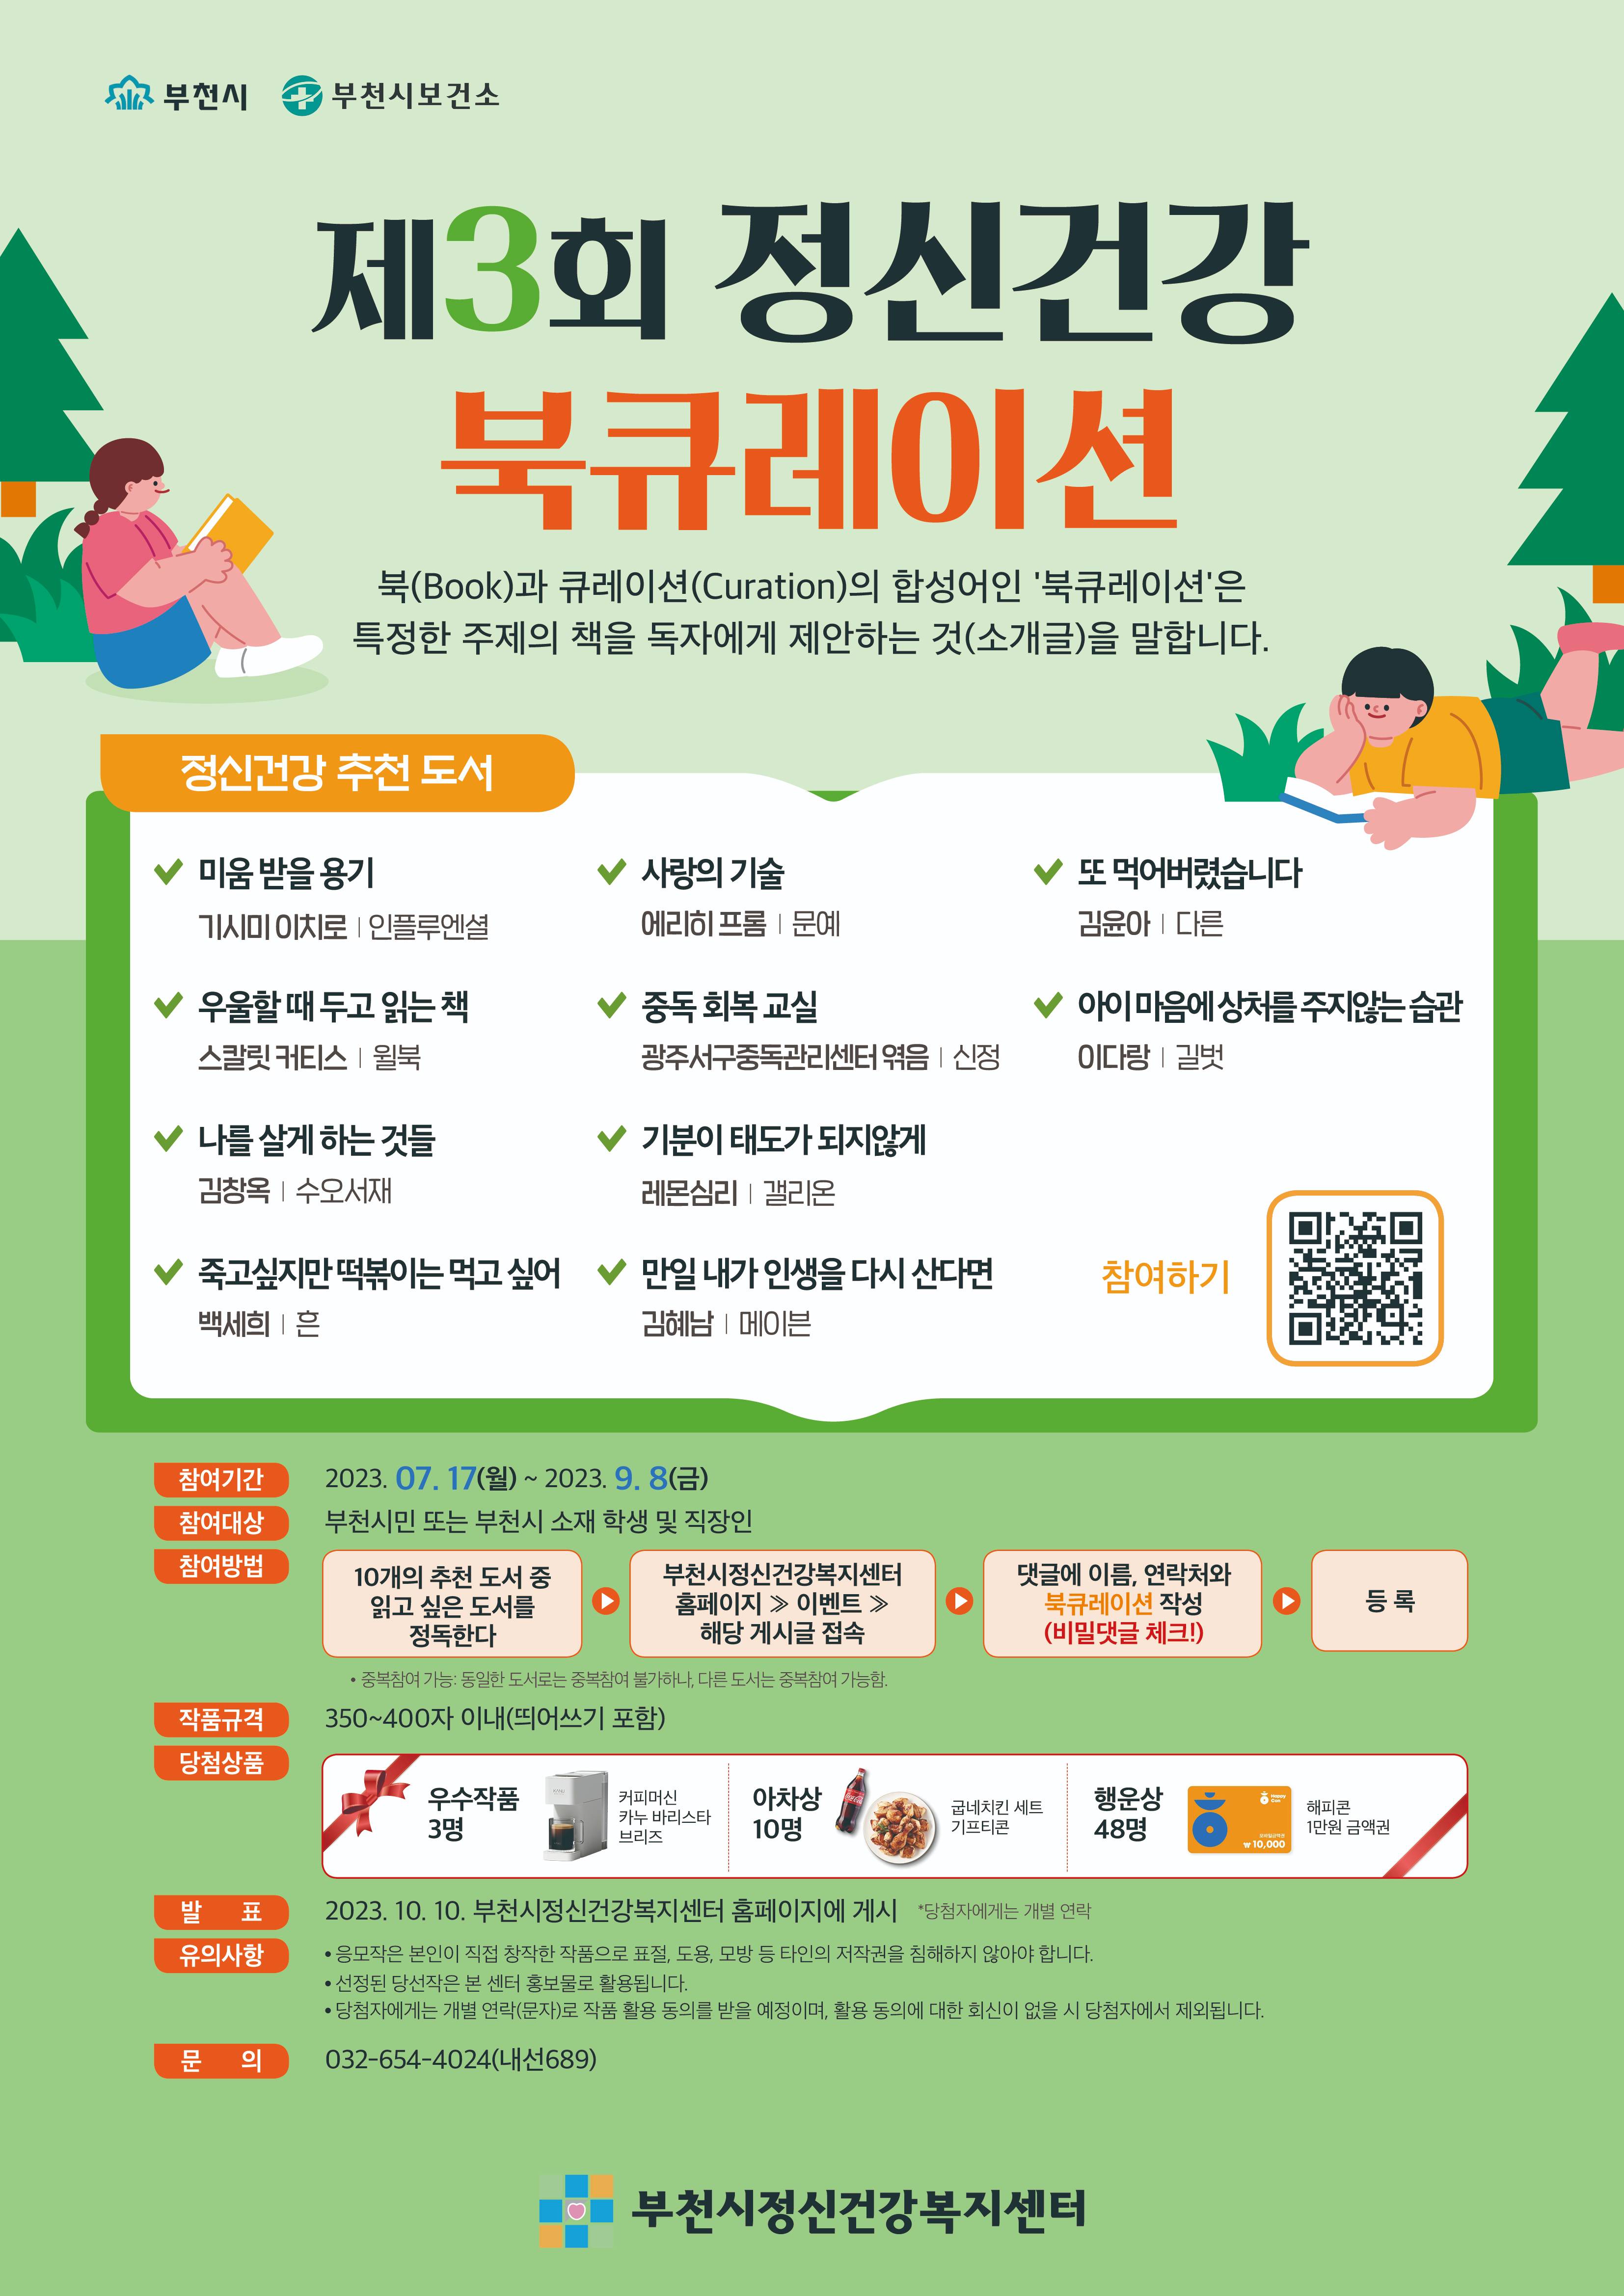 부천시 부천시보건소
제3회 정신건강
북큐레이션
북(Book)과 큐레이션(Curation)의 합성어인 '북큐레이션'은
특정한 주제의 책을 독자에게 제안하는 것(소개글)을 말합니다.
정신건강 추천 도서
미움 받을 용기
기시미 이치로 | 인플루엔셜
우울할 때 두고 읽는 책
스칼릿 커티스 | 윌북
나를 살게 하는 것들
김창옥 | 수오서재
죽고싶지만 떡볶이는 먹고 싶어
백세희 | 흔
사랑의 기술
에리히 프롬 | 문예
중독 회복 교실
광주서구중독관리센터 엮음 | 신정
기분이 태도가 되지않게
레몬심리 | 갤리온
만일 내가 인생을 다시 산다면
김혜남 | 메이븐
또 먹어버렸습니다
김윤아 | 다른
아이 마음에 상처를 주지않는 습관
이다랑 | 길벗
참여하기
참여기간 2023. 07. 17(월) ~ 2023. 9. 8(금)
참여대상 부천시민 또는 부천시 소재 학생 및 직장인
참여방법
10개의 추천 도서 중
읽고 싶은 도서를
정독한다
부천시정신건강복지센터
홈페이지 ≫ 이벤트 ≫
해당 게시글 접속
댓글에 이름, 연락처와
북큐레이션 작성
(비밀댓글 체크!)
등 록
• 중복참여 가능: 동일한 도서로는 중복참여 불가하나, 다른 도서는 중복참여 가능함.
작품규격 350~400자 이내(띄어쓰기 포함)
당첨상품
우수작품
3명
커피머신
카누 바리스타
브리즈
아차상
10명
굽네치킨 세트
기프티콘
행운상
48명
Happy
Con
₩10,000
해피콘
1만원 금액권
발 표 2023. 10. 10. 부천시정신건강복지센터 홈페이지에 게시 *당첨자에게는 개별 연락
유의사항
• 응모작은 본인이 직접 창작한 작품으로 표절, 도용, 모방 등 타인의 저작권을 침해하지 않아야 합니다.
• 선정된 당선작은 본 센터 홍보물로 활용됩니다.
• 당첨자에게는 개별 연락(문자)로 작품 활용 동의를 받을 예정이며, 활용 동의에 대한 회신이 없을 시 당첨자에서 제외됩니다.
문 의 032-654-4024(내선689)
부천시정신건강복지센터